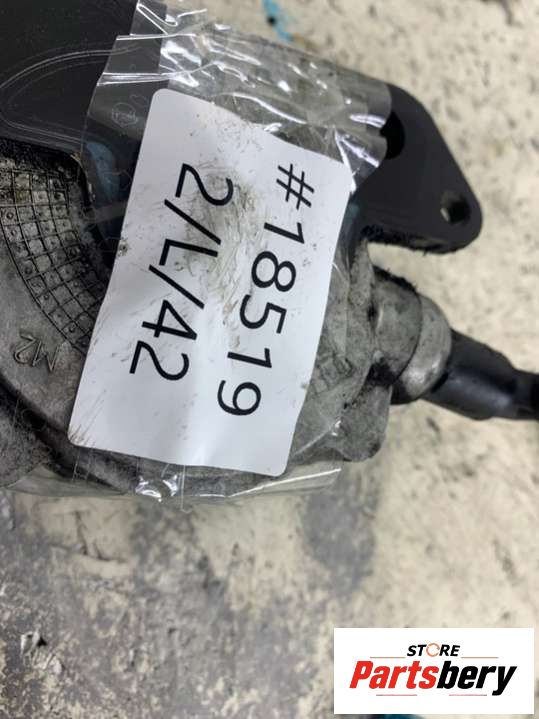 #18519
2/L/42
M2
STORE
Partsbery